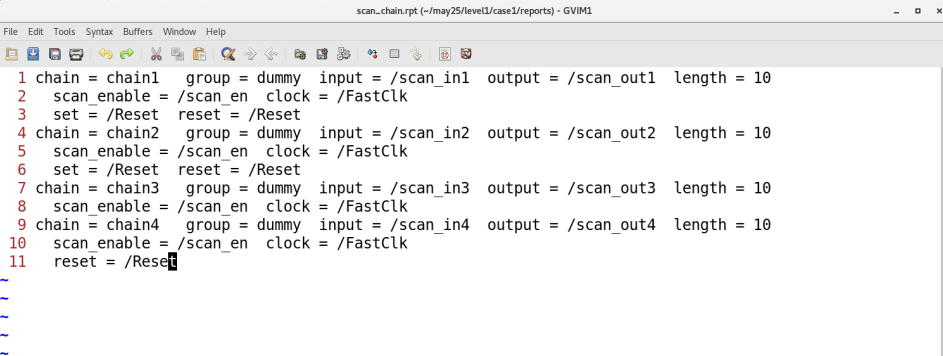 scan_chain.rpt (~/may25/level1/case1/reports) - GVIM1
File Edit Tools Syntax Buffers Window Help
1 chain = chain1   group = dummy  input = /scan_in1  output = /scan_out1  length = 10
2   scan_enable = /scan_en  clock = /FastClk
3   set = /Reset  reset = /Reset
4 chain = chain2   group = dummy  input = /scan_in2  output = /scan_out2  length = 10
5   scan_enable = /scan_en  clock = /FastClk
6   set = /Reset  reset = /Reset
7 chain = chain3   group = dummy  input = /scan_in3  output = /scan_out3  length = 10
8   scan_enable = /scan_en  clock = /FastClk
9 chain = chain4   group = dummy  input = /scan_in4  output = /scan_out4  length = 10
10   scan_enable = /scan_en  clock = /FastClk
11   reset = /Reset
~
~
~
~
~